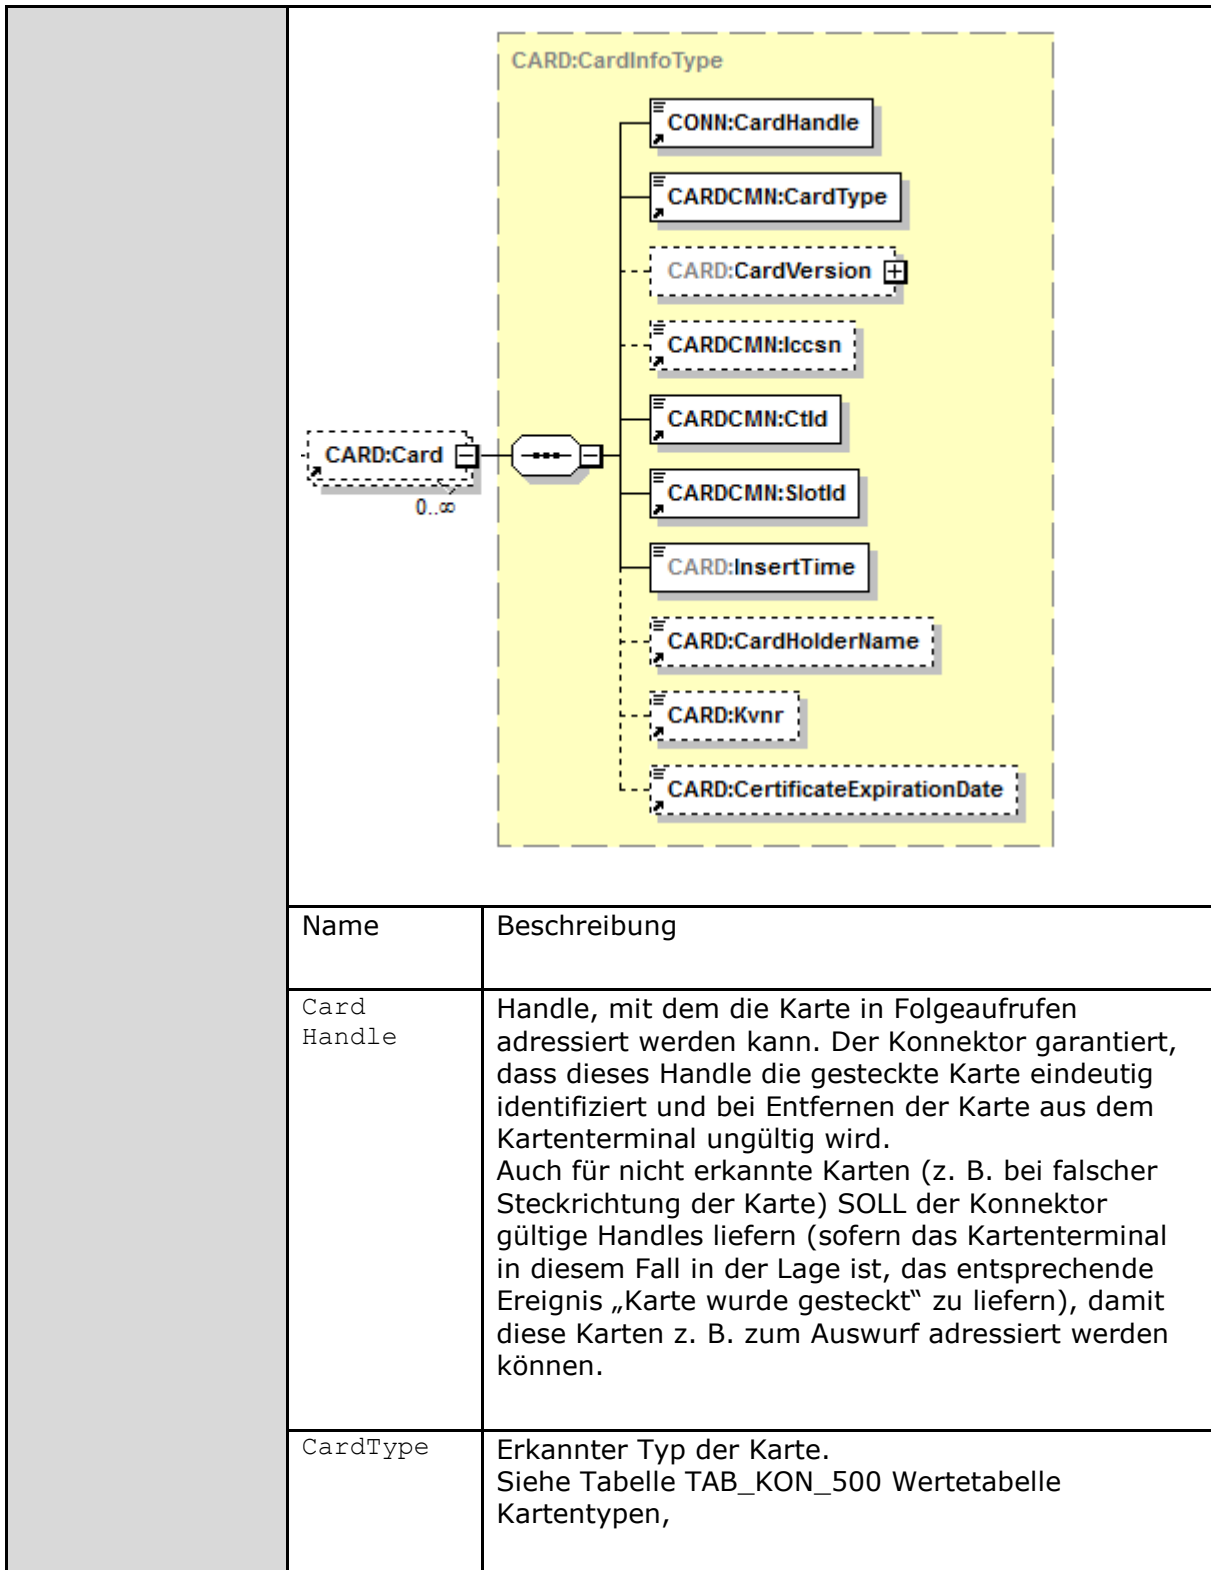 CARD:CardInfoType
CONN:CardHandle
CARDCMN:CardType
CARD:CardVersion
CARDCMN:Iccsn
CARDCMN:CtId
CARD:Card
0..∞
CARDCMN:SlotId
CARD:InsertTime
CARD:CardHolderName
CARD:Kvnr
CARD:CertificateExpirationDate
Name
Beschreibung
Card
Handle
Handle, mit dem die Karte in Folgeaufrufen
adressiert werden kann. Der Konnektor garantiert,
dass dieses Handle die gesteckte Karte eindeutig
identifiziert und bei Entfernen der Karte aus dem
Kartenterminal ungültig wird.
Auch für nicht erkannte Karten (z. B. bei falscher
Steckrichtung der Karte) SOLL der Konnektor
gültige Handles liefern (sofern das Kartenterminal
in diesem Fall in der Lage ist, das entsprechende
Ereignis „Karte wurde gesteckt“ zu liefern), damit
diese Karten z. B. zum Auswurf adressiert werden
können.
CardType
Erkannter Typ der Karte.
Siehe Tabelle TAB_KON_500 Wertetabelle
Kartentypen,